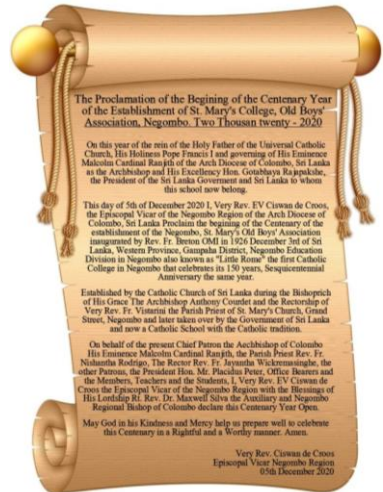 The Proclamation of the Begining of the Centenary Year
of the Establishment of St. Mary's College, Old Boys'
Association, Negombo. Two Thousan twenty - 2020
On this year of the rein of the Holy Father of the Universal Catholic
Church, His Holiness Pope Francis I and governing of His Eminence
Malcolm Cardinal Ranjith of the Arch Diocese of Colombo, Sri Lanka
as the Archbishop and His Excellency Hon. Gotabhaya Rajpakshe,
the President of the Sri Lanka Goverment and Sri Lanka to whom
this school now belong.
This day of 5th of December 2020 I, Very Rev. EV Ciswan de Croos,
the Episcopal Vicar of the Negombo Region of the Arch Diocese of
Colombo, Sri Lanka Proclaim the begining of the Centenary of the
establishment of the Negombo, St. Mary's Old Boys' Association
inaugurated by Rev. Fr. Breton OMI in 1926 December 3rd of Sri
Lanka, Western Province, Gampaha District, Negombo Education
Division in Negombo also known as "Little Rome" the first Catholic
College in Negombo that celebrates its 150 years, Sesquicentennial
Anniversary the same year.
Established by the Catholic Church of Sri Lanka during the Bishoprich
of His Grace The Archbishop Anthony Courdet and the Rectorship of
Very Rev. Fr. Vistarini the Parish Priest of St. Mary's Church, Grand
Street, Negombo and later taken over by the Government of Sri Lanka
and now a Catholic School with the Catholic tradition.
On behalf of the present Chief Patron the Aechbishop of Colombo
His Eminence Malcolm Cardinal Ranjith, the Parish Priest Rev. Fr.
Nishantha Rodrigo, The Rector Rev. Fr. Jayantha Wickremasinghe, the
other Patrons, the President Hon. Mr. Placidus Peter, Office Bearers and
the Members, Teachers and the Students, I, Very Rev. EV Ciswan de
Croos the Episcopal Vicar of the Negombo Region with the Blessings of
His Lordship Rt. Rev. Dr. Maxwell Silva the Auxiliary and Negombo
Regional Bishop of Colombo declare this Centenary Year Open.
May God in his Kindness and Mercy help us prepare well to celebrate
this Centenary in a Rightful and a Worthy manner. Amen.
Very Rev. Ciswan de Croos
Episcopal Vicar Negombo Region
05th December 2020